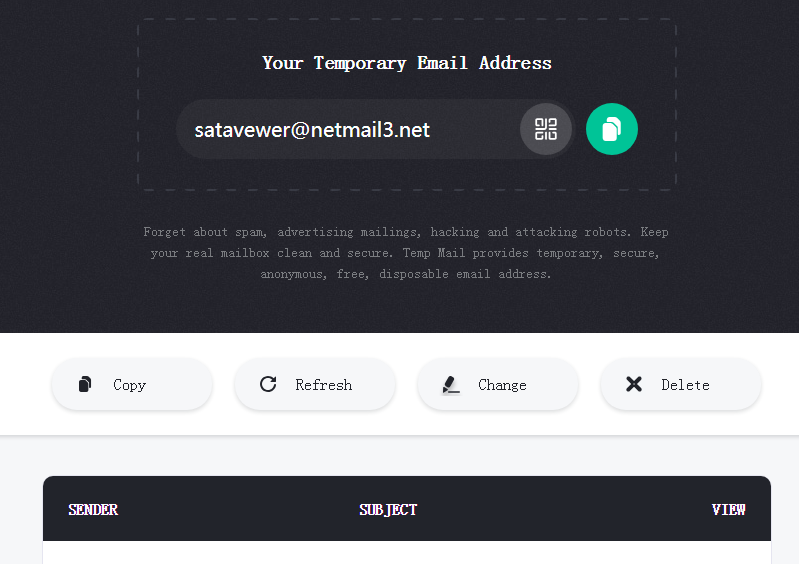 Your Temporary Email Address
satavewer@netmail3.net
Forget about spam, advertising mailings, hacking and attacking robots. Keep
your real mailbox clean and secure. Temp Mail provides temporary, secure,
anonymous, free, disposable email address.
Copy Refresh Change Delete
SENDER SUBJECT VIEW